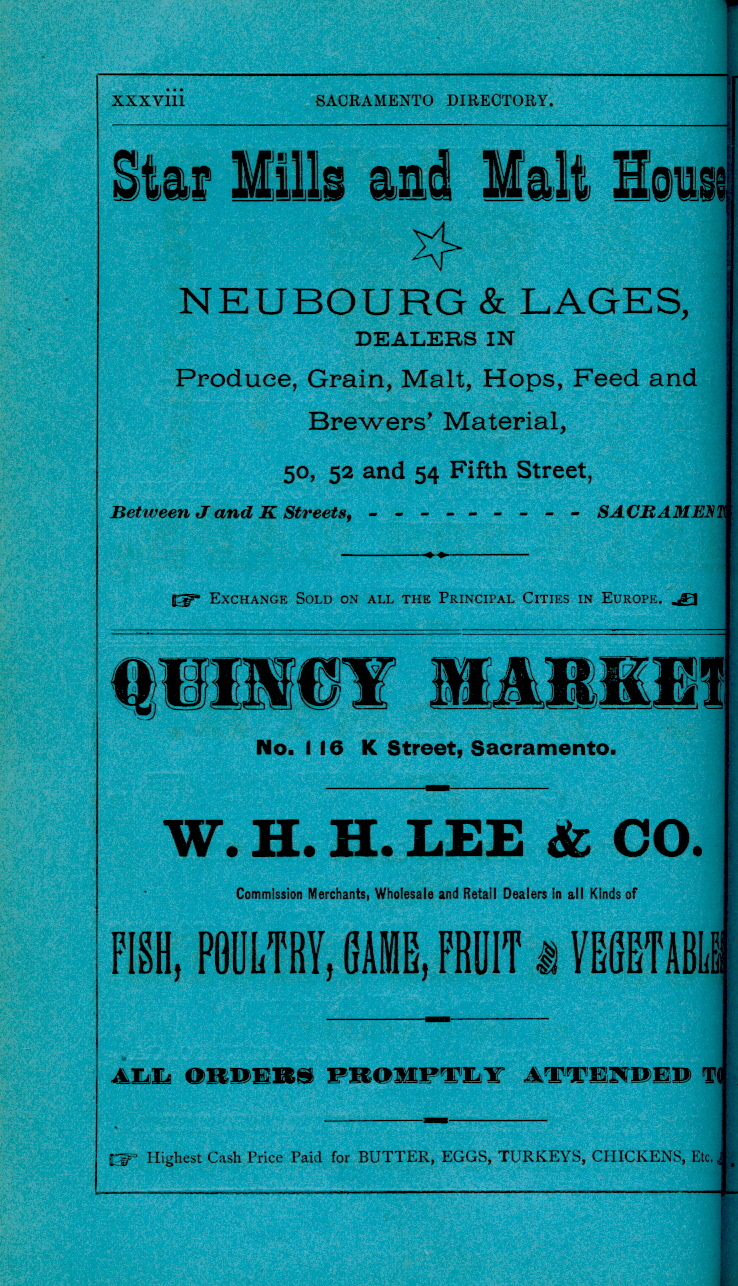 xxxviii SACRAMENTO DIRECTORY.
Star Mills and Malt House
NEUBOURG & LAGES,
DEALERS IN
Produce, Grain, Malt, Hops, Feed and
Brewers' Material,
50, 52 and 54 Fifth Street,
Between J and K Streets, - - - - - - - - - SACRAMENT
EXCHANGE SOLD ON ALL THE PRINCIPAL CITIES IN EUROPE.
QUINCY MARKET
No. 116 K Street, Sacramento.
W. H. H. LEE & CO.
Commission Merchants, Wholesale and Retail Dealers in all Kinds of
FISH, POULTRY, GAME, FRUIT AND VEGETABLE
ALL ORDERS PROMPTLY ATTENDED TO
Highest Cash Price Paid for BUTTER, EGGS, TURKEYS, CHICKENS, Etc.